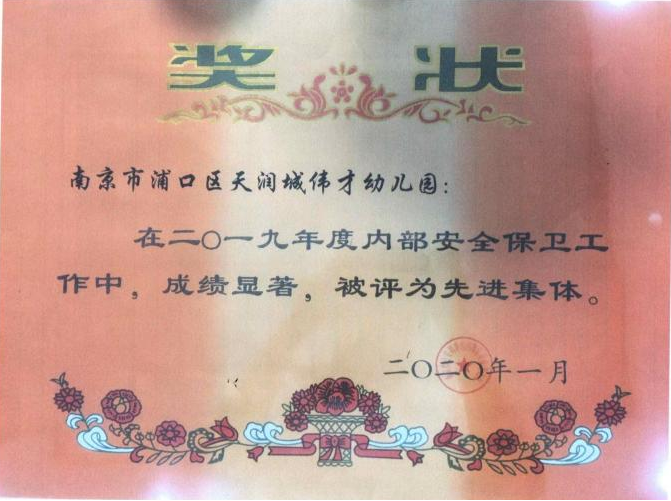 奖状
南京市浦口区天润城伟才幼儿园：
在二〇一九年度内部安全保卫工
作中，成绩显著，被评为先进集体。
二〇二〇年一月